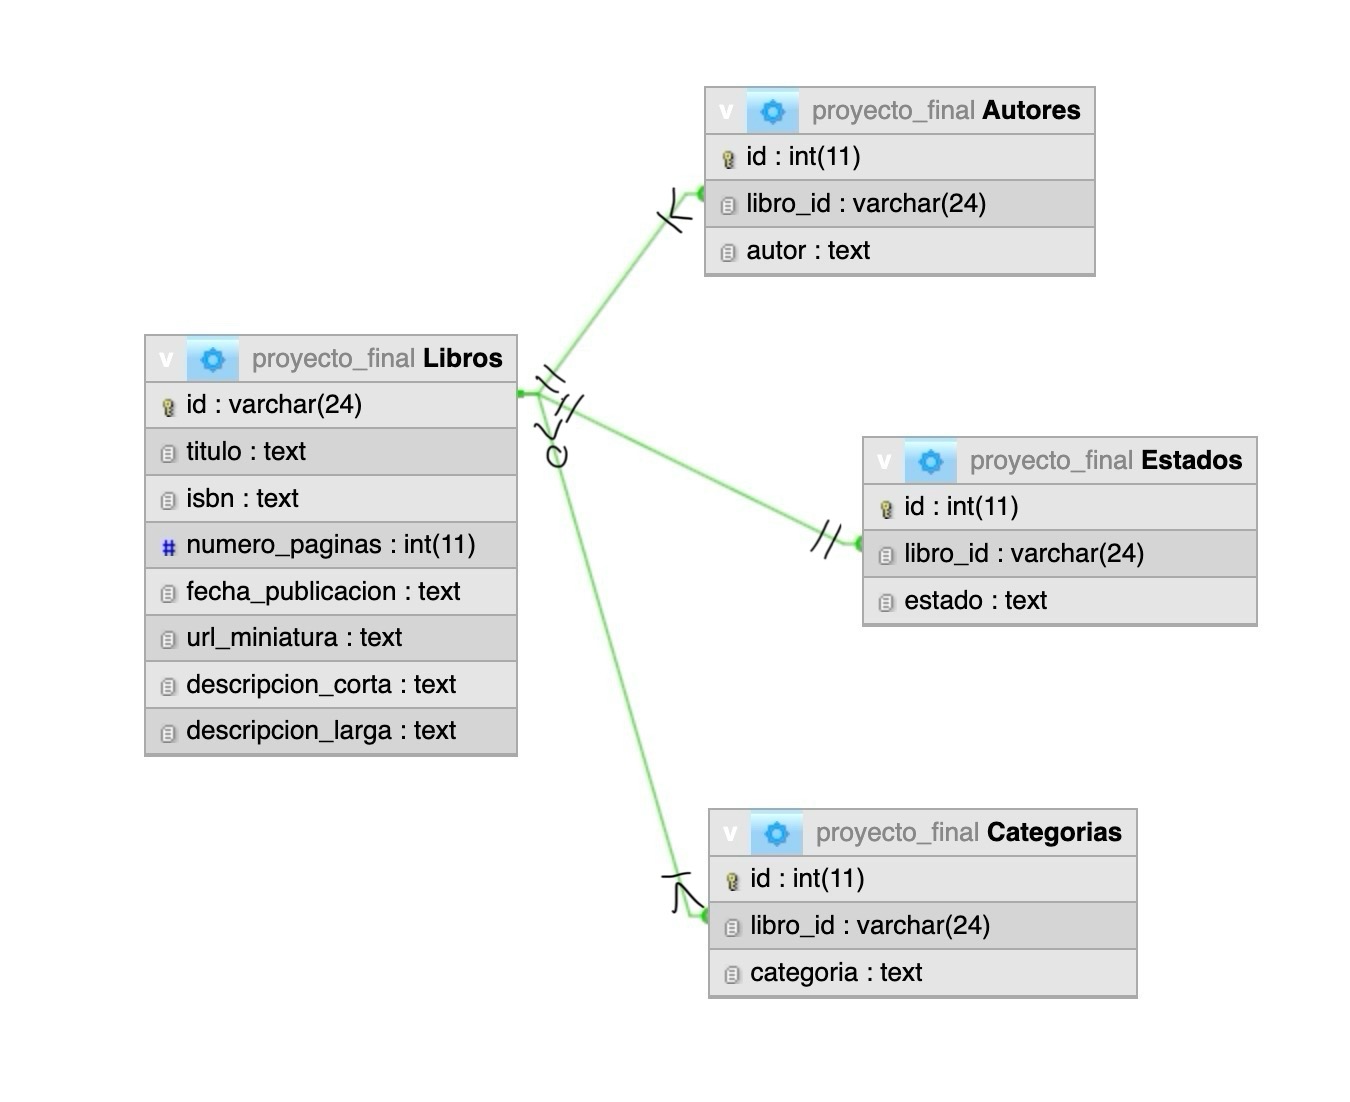 v proyecto_final Autores
id : int(11)
libro_id : varchar(24)
autor : text
v proyecto_final Libros
id : varchar(24)
titulo : text
isbn : text
# numero_paginas : int(11)
fecha_publicacion : text
url_miniatura : text
descripcion_corta : text
descripcion_larga : text
v proyecto_final Estados
id : int(11)
libro_id : varchar(24)
estado : text
v proyecto_final Categorias
id : int(11)
libro_id : varchar(24)
categoria : text